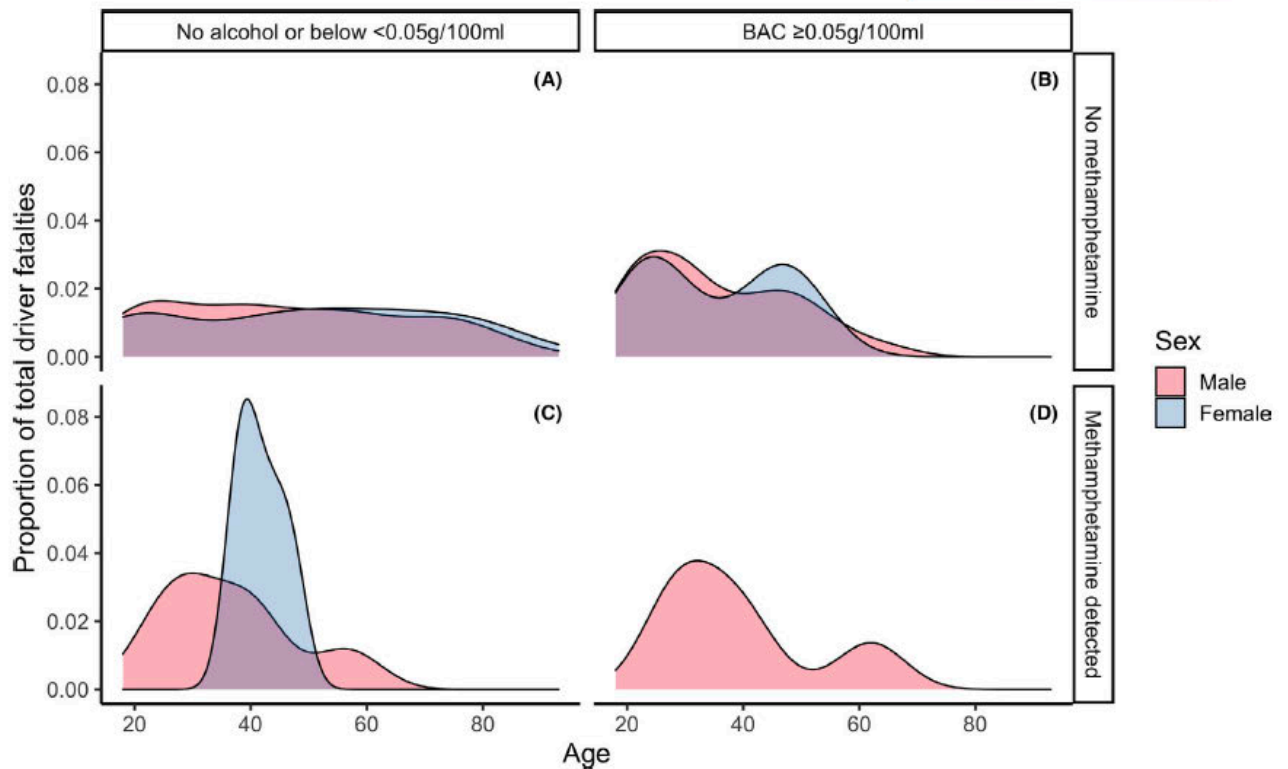 No alcohol or below <0.05g/100ml
BAC ≥0.05g/100ml
(A)
(B)
0.08
0.06
0.04
0.02
0.00
No methamphetamine
Proportion of total driver fatalties
(C)
(D)
0.08
0.06
0.04
0.02
0.00
Methamphetamine detected
20 40 60 80
20 40 60 80
Age
Sex
Male
Female